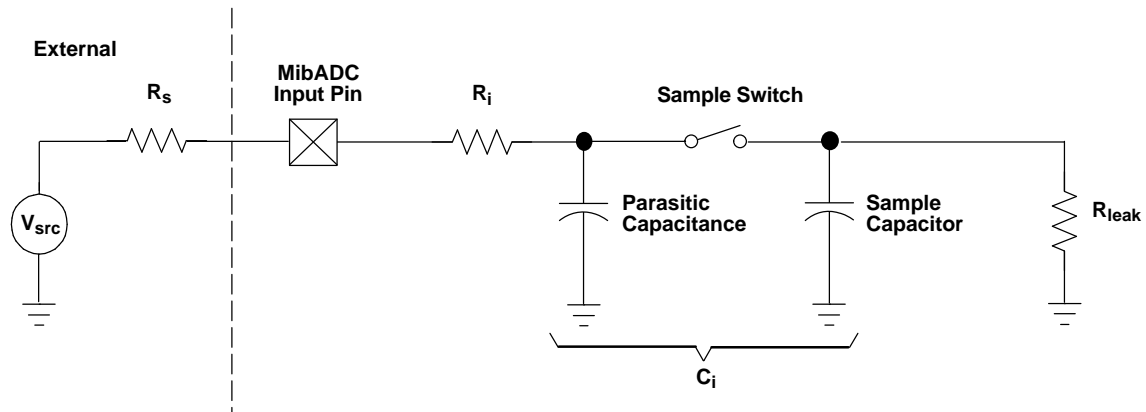 External
MibADC
Input Pin
Rs
Ri
Sample Switch
Vsrc
Parasitic
Capacitance
Sample
Capacitor
Rleak
Ci